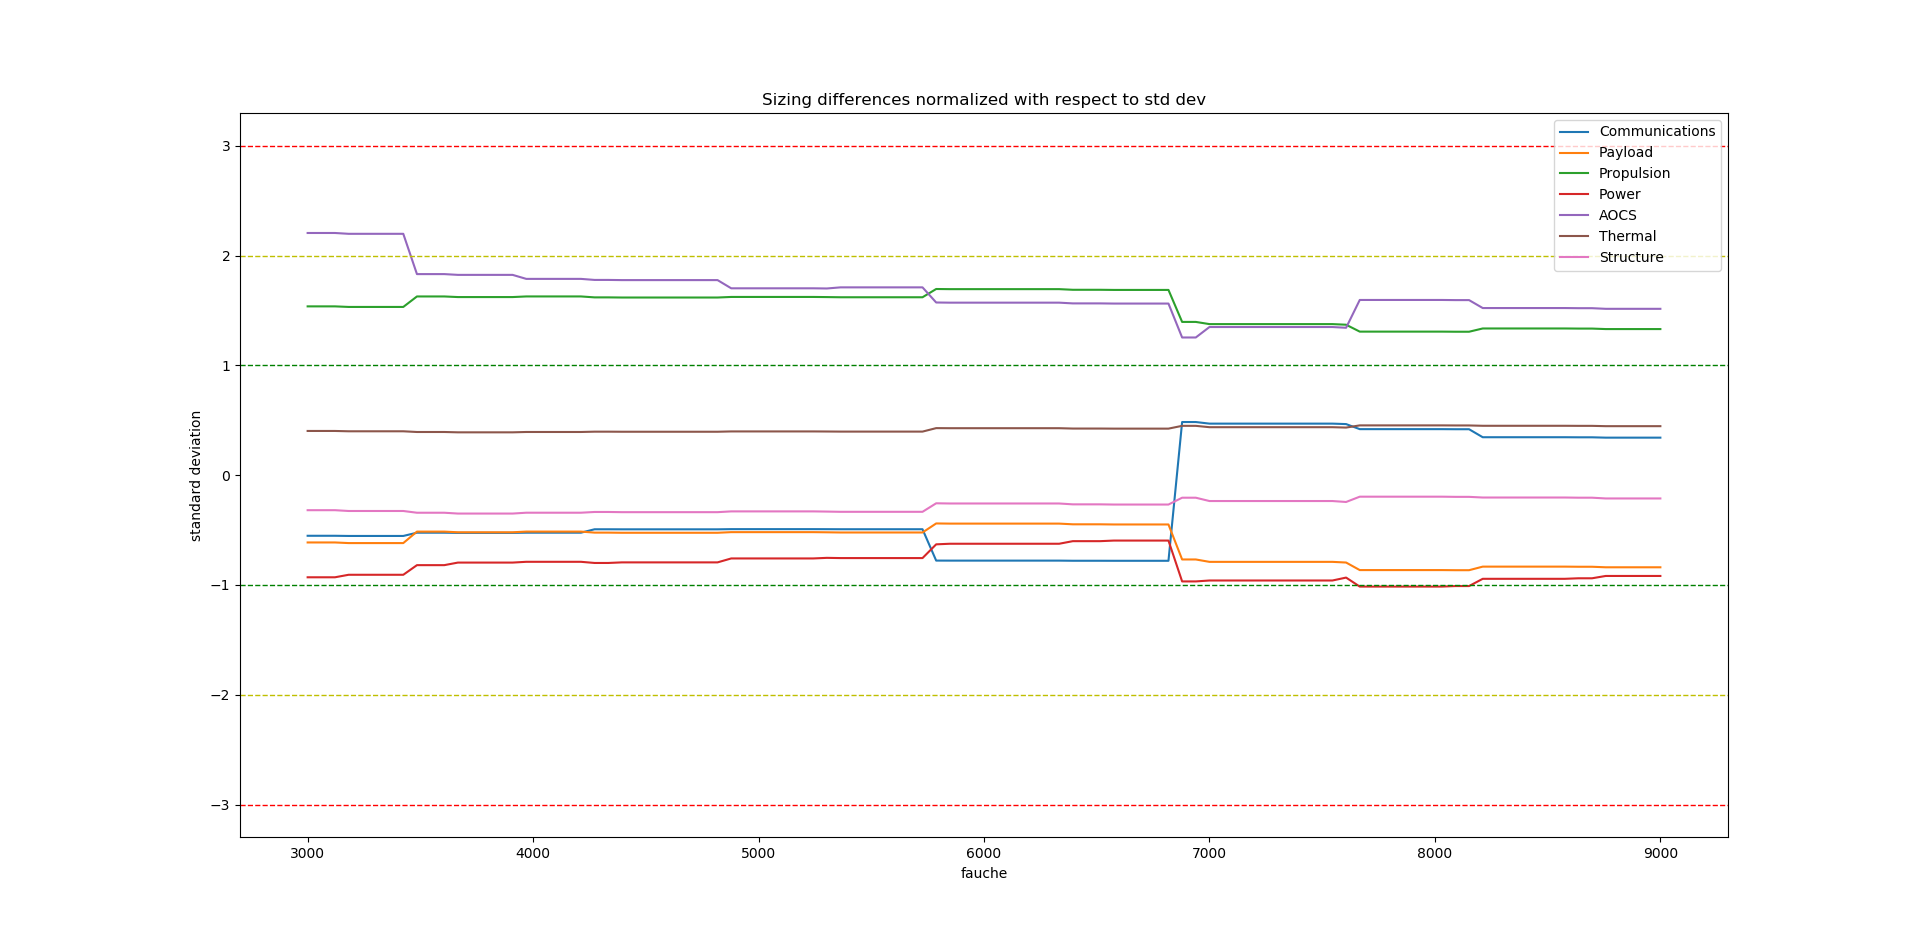 Sizing differences normalized with respect to std dev
3
2
1
0
−1
−2
−3
standard deviation
Communications
Payload
Propulsion
Power
AOCS
Thermal
Structure
3000 4000 5000 6000 7000 8000 9000
fauche